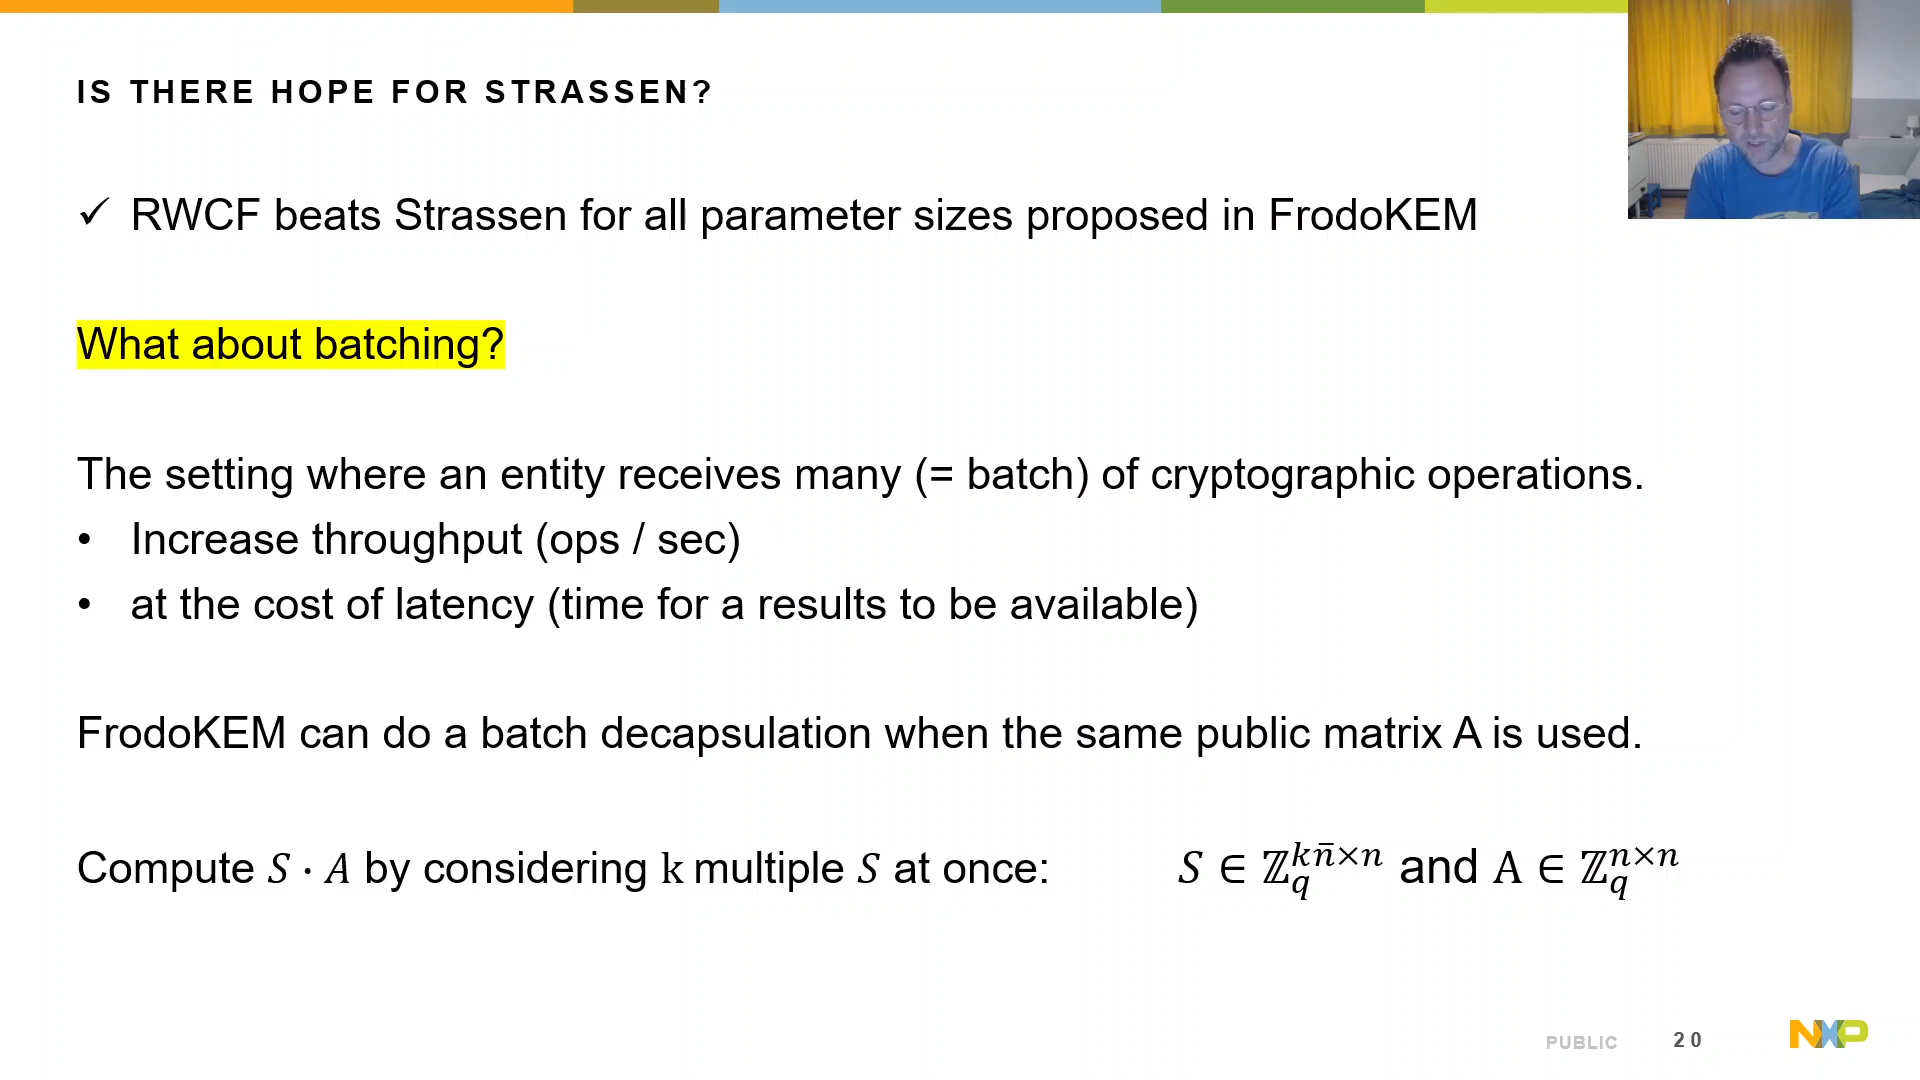 IS THERE HOPE FOR STRASSEN?
✓ RWCF beats Strassen for all parameter sizes proposed in FrodoKEM
What about batching?
The setting where an entity receives many (= batch) of cryptographic operations.
• Increase throughput (ops / sec)
• at the cost of latency (time for a results to be available)
FrodoKEM can do a batch decapsulation when the same public matrix A is used.
Compute S · A by considering k multiple S at once: S ∈ ℤ_q^{kn̄×n} and A ∈ ℤ_q^{n×n}
PUBLIC 20 NXP